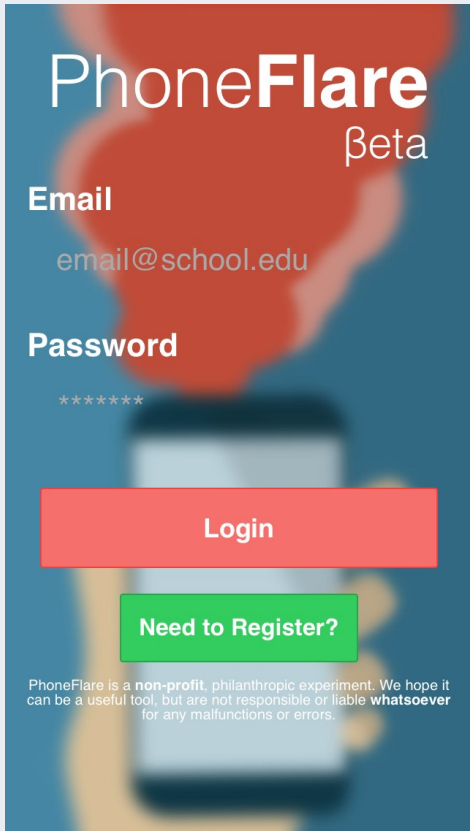 PhoneFlare
βeta
Email
email@school.edu
Password
*******
Login
Need to Register?
PhoneFlare is a non-profit, philanthropic experiment. We hope it
can be a useful tool, but are not responsible or liable whatsoever
for any malfunctions or errors.